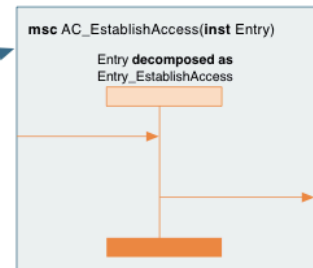 msc AC_EstablishAccess(inst Entry)
Entry decomposed as
Entry_EstablishAccess